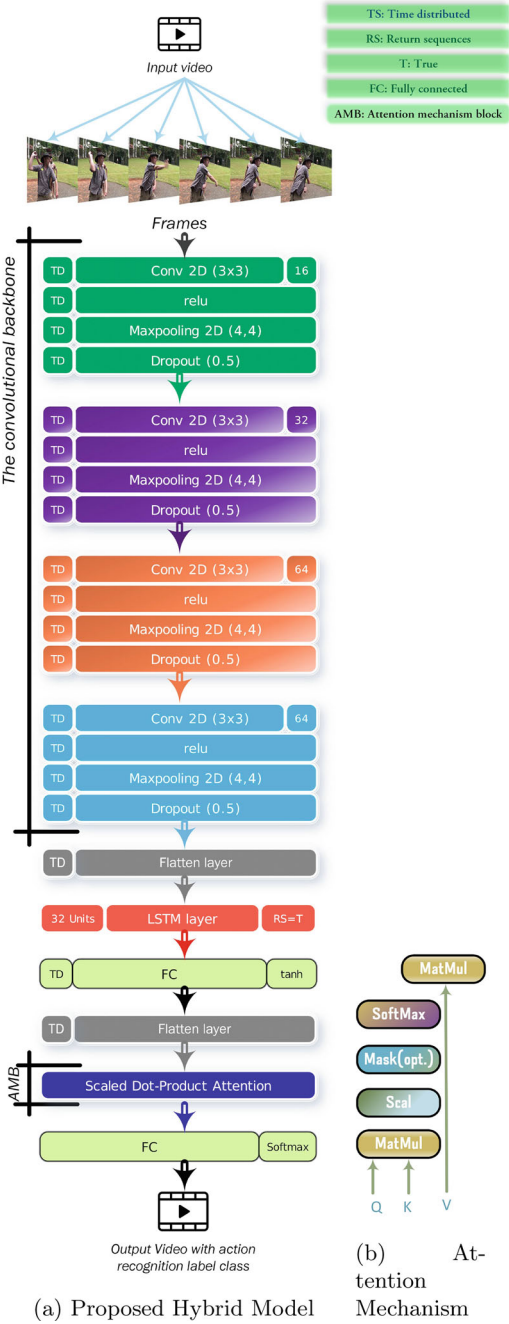 TS: Time distributed
RS: Return sequences
T: True
FC: Fully connected
AMB: Attention mechanism block
Input video
Frames
The convolutional backbone
TD Conv 2D (3x3) 16
TD relu
TD Maxpooling 2D (4,4)
TD Dropout (0.5)
TD Conv 2D (3x3) 32
TD relu
TD Maxpooling 2D (4,4)
TD Dropout (0.5)
TD Conv 2D (3x3) 64
TD relu
TD Maxpooling 2D (4,4)
TD Dropout (0.5)
TD Conv 2D (3x3) 64
TD relu
TD Maxpooling 2D (4,4)
TD Dropout (0.5)
TD Flatten layer
32 Units LSTM layer RS=T
TD FC tanh
TD Flatten layer
AMB
Scaled Dot-Product Attention
FC Softmax
Output Video with action
recognition label class
(a) Proposed Hybrid Model
MatMul
SoftMax
Mask(opt.)
Scal
MatMul
Q K V
(b) At-
tention
Mechanism